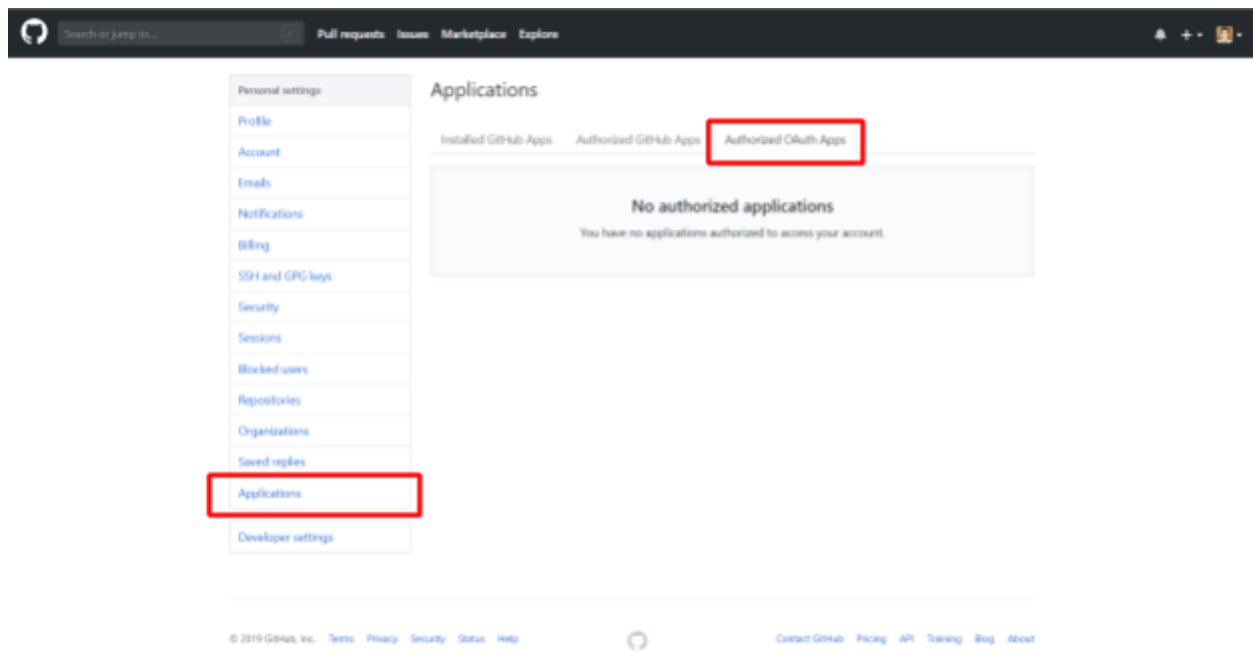 Search or jump to...
/
Pull requests Issues Marketplace Explore
Personal settings
Profile
Account
Emails
Notifications
Billing
SSH and GPG keys
Security
Sessions
Blocked users
Repositories
Organizations
Saved replies
Applications
Developer settings
Applications
Installed GitHub Apps Authorized GitHub Apps Authorized OAuth Apps
No authorized applications
You have no applications authorized to access your account.
© 2019 GitHub, Inc. Terms Privacy Security Status Help
Contact GitHub Pricing API Training Blog About